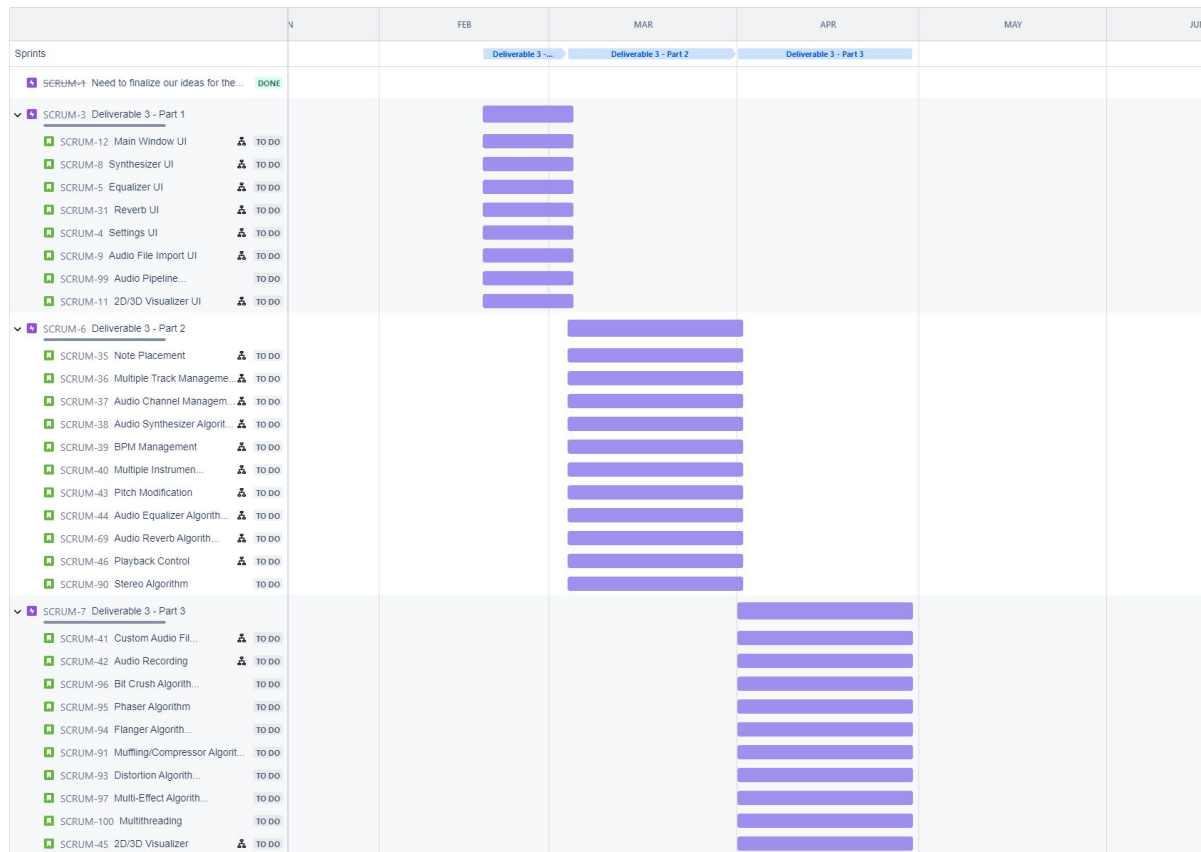 N FEB MAR APR MAY JU
Sprints Deliverable 3 -... Deliverable 3 - Part 2 Deliverable 3 - Part 3
SCRUM-1 Need to finalize our ideas for the... DONE
SCRUM-3 Deliverable 3 - Part 1
SCRUM-12 Main Window UI TO DO
SCRUM-8 Synthesizer UI TO DO
SCRUM-5 Equalizer UI TO DO
SCRUM-31 Reverb UI TO DO
SCRUM-4 Settings UI TO DO
SCRUM-9 Audio File Import UI TO DO
SCRUM-99 Audio Pipeline... TO DO
SCRUM-11 2D/3D Visualizer UI TO DO
SCRUM-6 Deliverable 3 - Part 2
SCRUM-35 Note Placement TO DO
SCRUM-36 Multiple Track Manageme... TO DO
SCRUM-37 Audio Channel Managem... TO DO
SCRUM-38 Audio Synthesizer Algorit... TO DO
SCRUM-39 BPM Management TO DO
SCRUM-40 Multiple Instrumen... TO DO
SCRUM-43 Pitch Modification TO DO
SCRUM-44 Audio Equalizer Algorith... TO DO
SCRUM-69 Audio Reverb Algorith... TO DO
SCRUM-46 Playback Control TO DO
SCRUM-90 Stereo Algorithm TO DO
SCRUM-7 Deliverable 3 - Part 3
SCRUM-41 Custom Audio Fil... TO DO
SCRUM-42 Audio Recording TO DO
SCRUM-96 Bit Crush Algorith... TO DO
SCRUM-95 Phaser Algorithm TO DO
SCRUM-94 Flanger Algorith... TO DO
SCRUM-91 Muffling/Compressor Algorit... TO DO
SCRUM-93 Distortion Algorith... TO DO
SCRUM-97 Multi-Effect Algorith... TO DO
SCRUM-100 Multithreading TO DO
SCRUM-45 2D/3D Visualizer TO DO